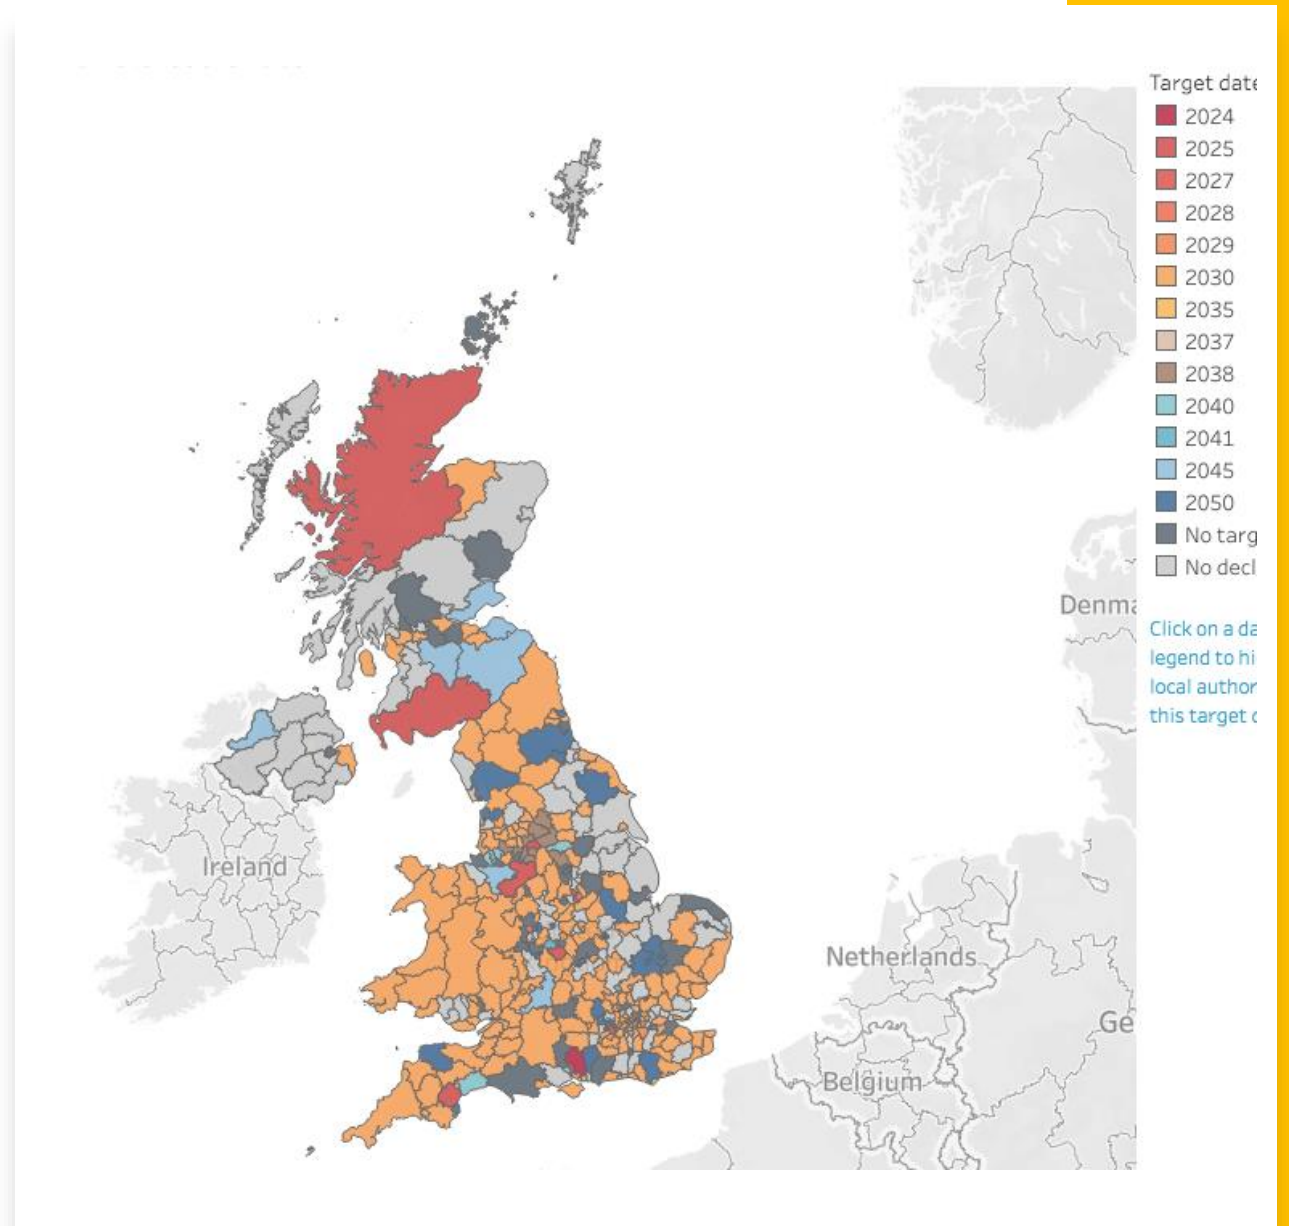 Target date
2024
2025
2027
2028
2029
2030
2035
2037
2038
2040
2041
2045
2050
No targ
No decl
Denma
Click on a da
legend to hi
local author
this target d
Ireland
Netherlands
Ge
Belgium